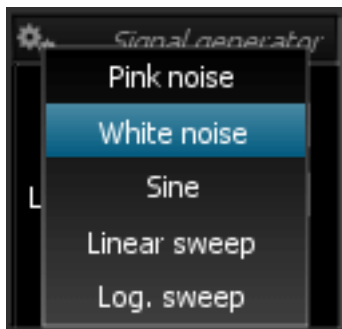 Signal generator
Pink noise
White noise
Sine
L
Linear sweep
Log. sweep